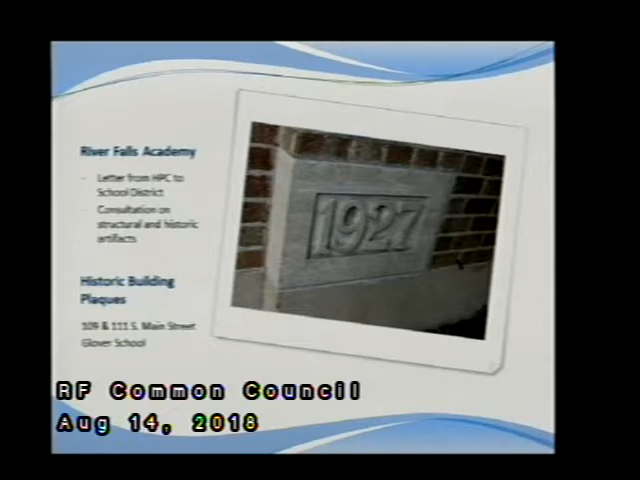 River Falls Academy
- Letter from HPC to
School District
- Consultation on
structural and historic
artifacts
Historic Building
Plaques
109 & 111 S. Main Street
Glover School
1927
RF Common Council
Aug 14, 2018